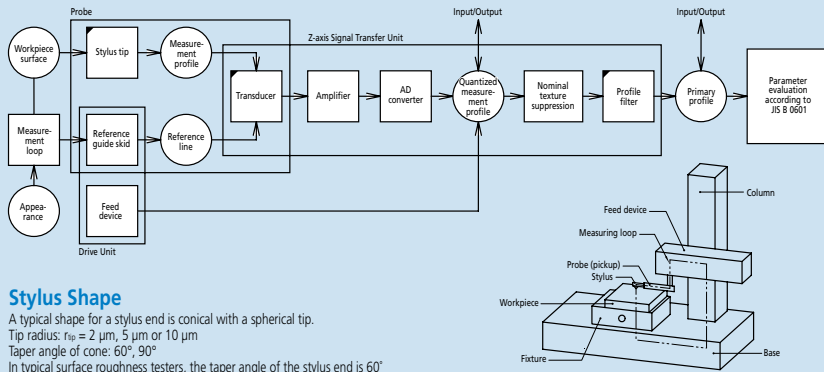 Probe
Input/Output
Input/Output
Z-axis Signal Transfer Unit
Workpiece
surface
Stylus tip
Measure-
ment
profile
Transducer
Amplifier
AD
converter
Quantized
measure-
ment
profile
Nominal
texture
suppression
Profile
filter
Primary
profile
Parameter
evaluation
according to
JIS B 0601
Measure-
ment
loop
Reference
guide skid
Reference
line
Appea-
rance
Feed
device
Drive Unit
Column
Feed device
Measuring loop
Probe (pickup)
Stylus
Workpiece
Fixture
Base
Stylus Shape
A typical shape for a stylus end is conical with a spherical tip.
Tip radius: rtip = 2 µm, 5 µm or 10 µm
Taper angle of cone: 60°, 90°
In typical surface roughness testers, the taper angle of the stylus end is 60˚